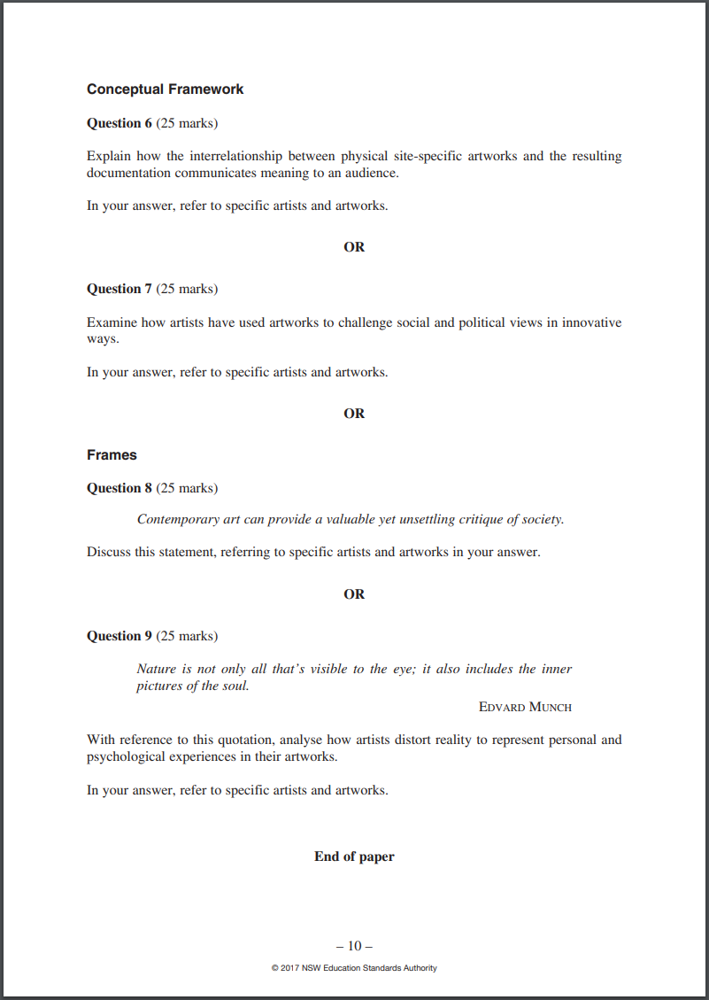 Conceptual Framework
Question 6 (25 marks)
Explain how the interrelationship between physical site-specific artworks and the resulting
documentation communicates meaning to an audience.
In your answer, refer to specific artists and artworks.
OR
Question 7 (25 marks)
Examine how artists have used artworks to challenge social and political views in innovative
ways.
In your answer, refer to specific artists and artworks.
OR
Frames
Question 8 (25 marks)
Contemporary art can provide a valuable yet unsettling critique of society.
Discuss this statement, referring to specific artists and artworks in your answer.
OR
Question 9 (25 marks)
Nature is not only all that’s visible to the eye; it also includes the inner
pictures of the soul.
EDVARD MUNCH
With reference to this quotation, analyse how artists distort reality to represent personal and
psychological experiences in their artworks.
In your answer, refer to specific artists and artworks.
End of paper
– 10 –
© 2017 NSW Education Standards Authority